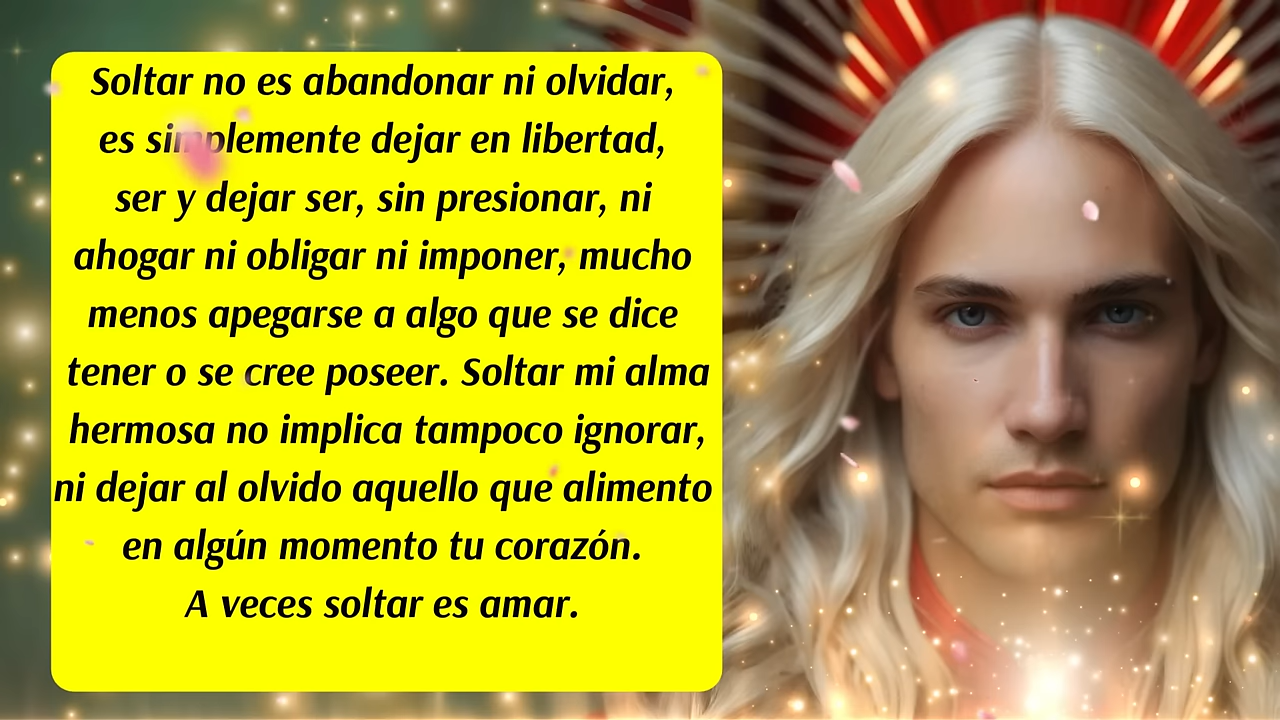 Soltar no es abandonar ni olvidar,
es simplemente dejar en libertad,
ser y dejar ser, sin presionar, ni
ahogar ni obligar ni imponer, mucho
menos apegarse a algo que se dice
tener o se cree poseer. Soltar mi alma
hermosa no implica tampoco ignorar,
ni dejar al olvido aquello que alimento
en algún momento tu corazón.
A veces soltar es amar.